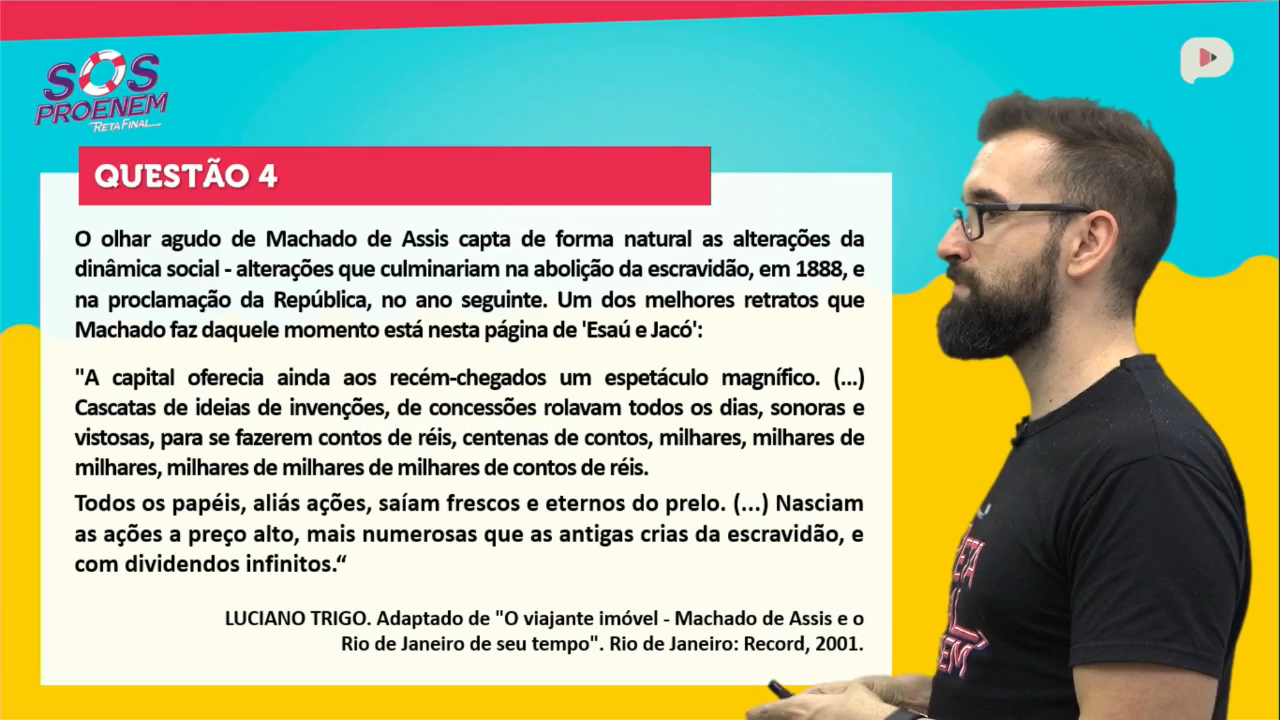 SOS
PROENEM
RETA FINAL
QUESTÃO 4
O olhar agudo de Machado de Assis capta de forma natural as alterações da
dinâmica social - alterações que culminariam na abolição da escravidão, em 1888, e
na proclamação da República, no ano seguinte. Um dos melhores retratos que
Machado faz daquele momento está nesta página de 'Esaú e Jacó':
"A capital oferecia ainda aos recém-chegados um espetáculo magnífico. (...)
Cascatas de ideias de invenções, de concessões rolavam todos os dias, sonoras e
vistosas, para se fazerem contos de réis, centenas de contos, milhares, milhares de
milhares, milhares de milhares de milhares de contos de réis.
Todos os papéis, aliás ações, saíam frescos e eternos do prelo. (...) Nasciam
as ações a preço alto, mais numerosas que as antigas crias da escravidão, e
com dividendos infinitos.“
LUCIANO TRIGO. Adaptado de "O viajante imóvel - Machado de Assis e o
Rio de Janeiro de seu tempo". Rio de Janeiro: Record, 2001.